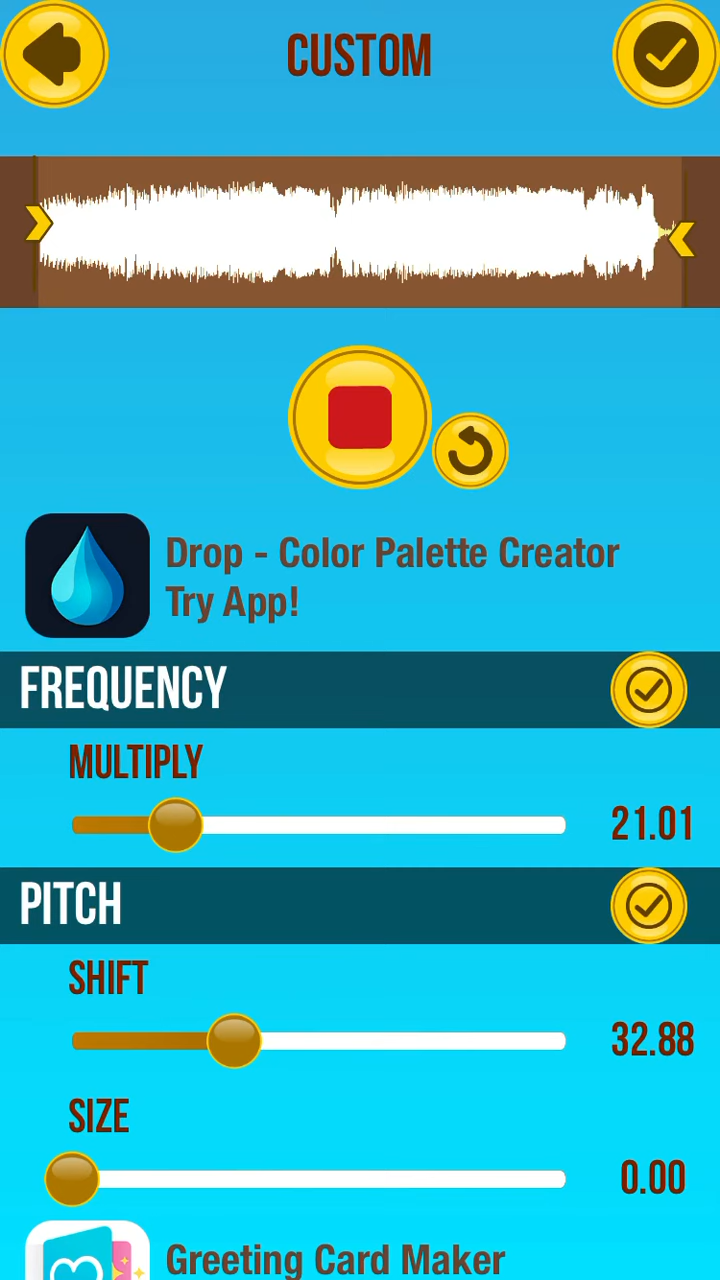 CUSTOM
Drop - Color Palette Creator
Try App!
FREQUENCY
MULTIPLY
21.01
PITCH
SHIFT
32.88
SIZE
0.00
Greeting Card Maker